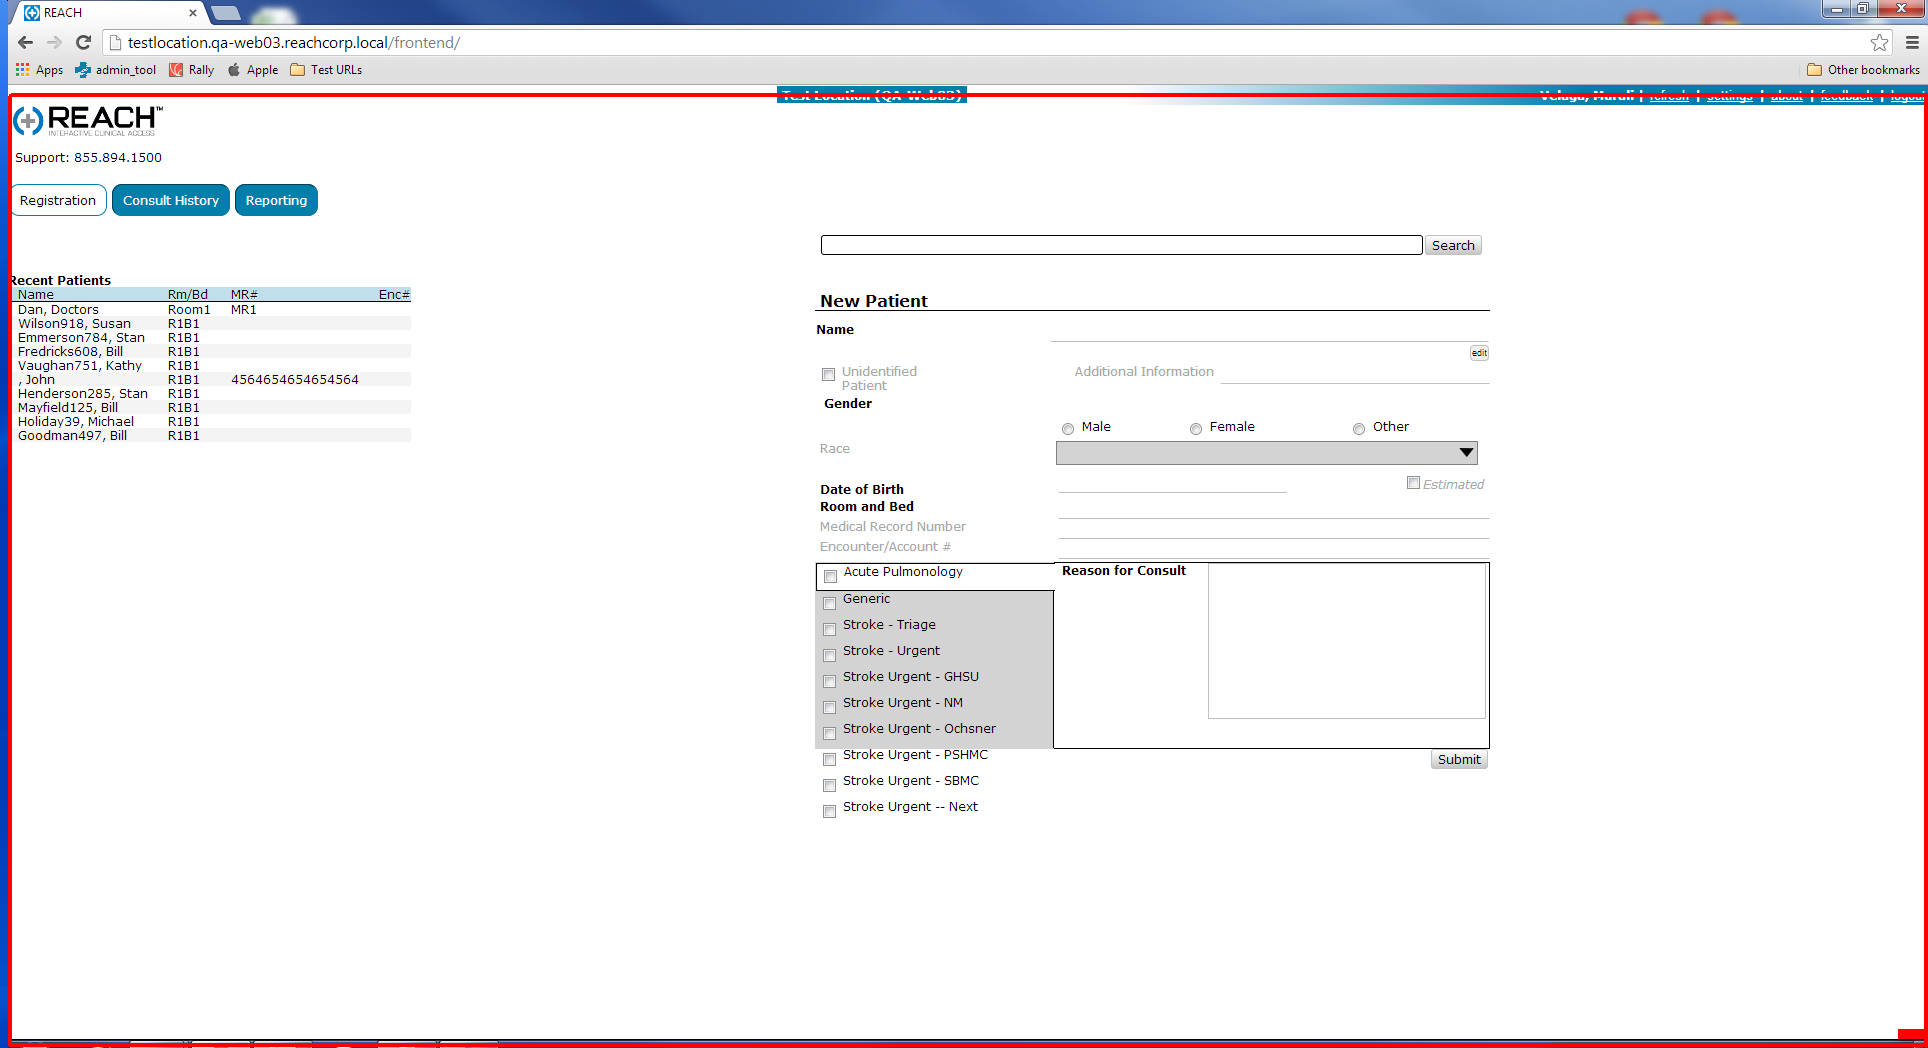 REACH
testlocation.qa-web03.reachcorp.local/frontend/
Apps admin_tool Rally Apple Test URLs Other bookmarks
Test Location (QA-Web03) Velaga, Murali | refresh | settings | about | feedback | logout
REACH™
INTERACTIVE CLINICAL ACCESS
Support: 855.894.1500
Registration Consult History Reporting
Search
Recent Patients
Name Rm/Bd MR# Enc#
Dan, Doctors Room1 MR1
Wilson918, Susan R1B1
Emmerson784, Stan R1B1
Fredricks608, Bill R1B1
Vaughan751, Kathy R1B1
, John R1B1 4564654654654564
Henderson285, Stan R1B1
Mayfield125, Bill R1B1
Holiday39, Michael R1B1
Goodman497, Bill R1B1
New Patient
Name
edit
Unidentified
Patient
Additional Information
Gender
Male Female Other
Race
Date of Birth Estimated
Room and Bed
Medical Record Number
Encounter/Account #
Acute Pulmonology
Generic
Stroke - Triage
Stroke - Urgent
Stroke Urgent - GHSU
Stroke Urgent - NM
Stroke Urgent - Ochsner
Stroke Urgent - PSHMC
Stroke Urgent - SBMC
Stroke Urgent -- Next
Reason for Consult
Submit